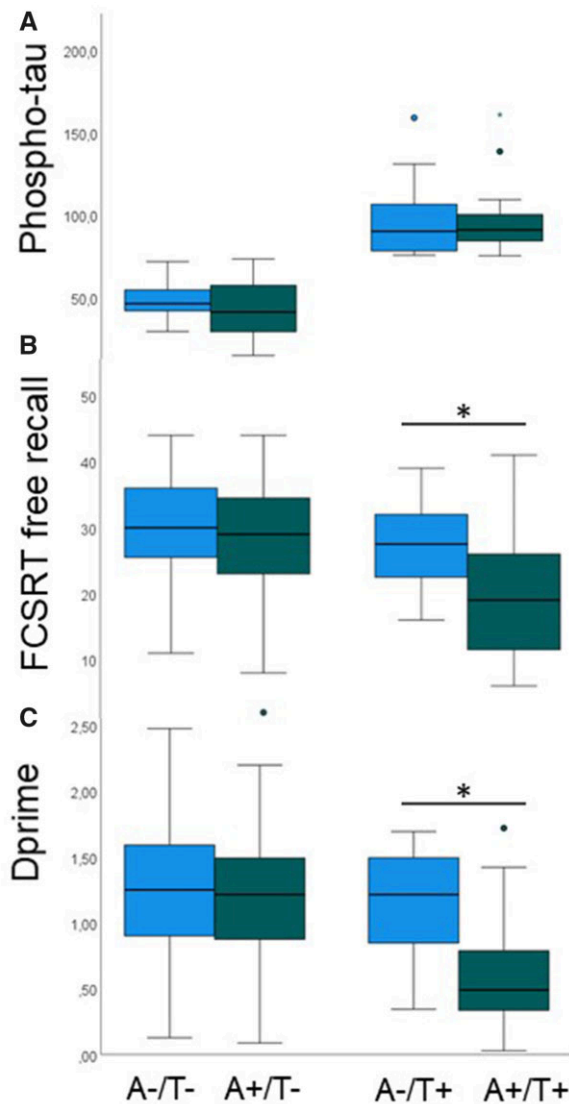 A
Phospho-tau
200,0
150,0
100,0
50,0
B
FCSRT free recall
50
40
30
20
10
*
C
Dprime
2,50
2,00
1,50
1,00
,50
,00
*
A-/T- A+/T- A-/T+ A+/T+